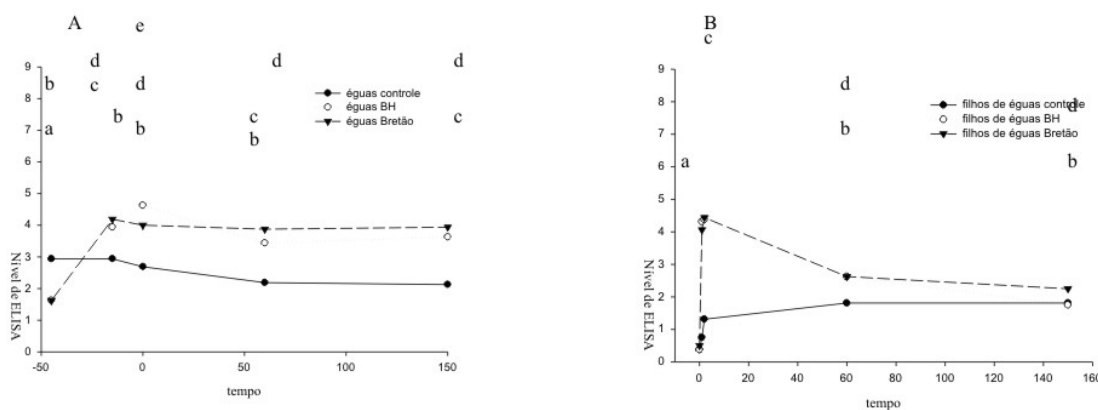 A
e
d
d
d
b
c
d
9
8
7
6
5
4
3
2
1
0
éguas controle
éguas BH
éguas Bretão
a
b
b
c
b
c
Nível de ELISA
-50
0
50
100
150
tempo
B
c
d
d
9
8
7
6
5
4
3
2
1
0
filhos de éguas controle
filhos de éguas BH
filhos de éguas Bretão
b
a
b
Nível de ELISA
0
20
40
60
80
100
120
140
160
tempo